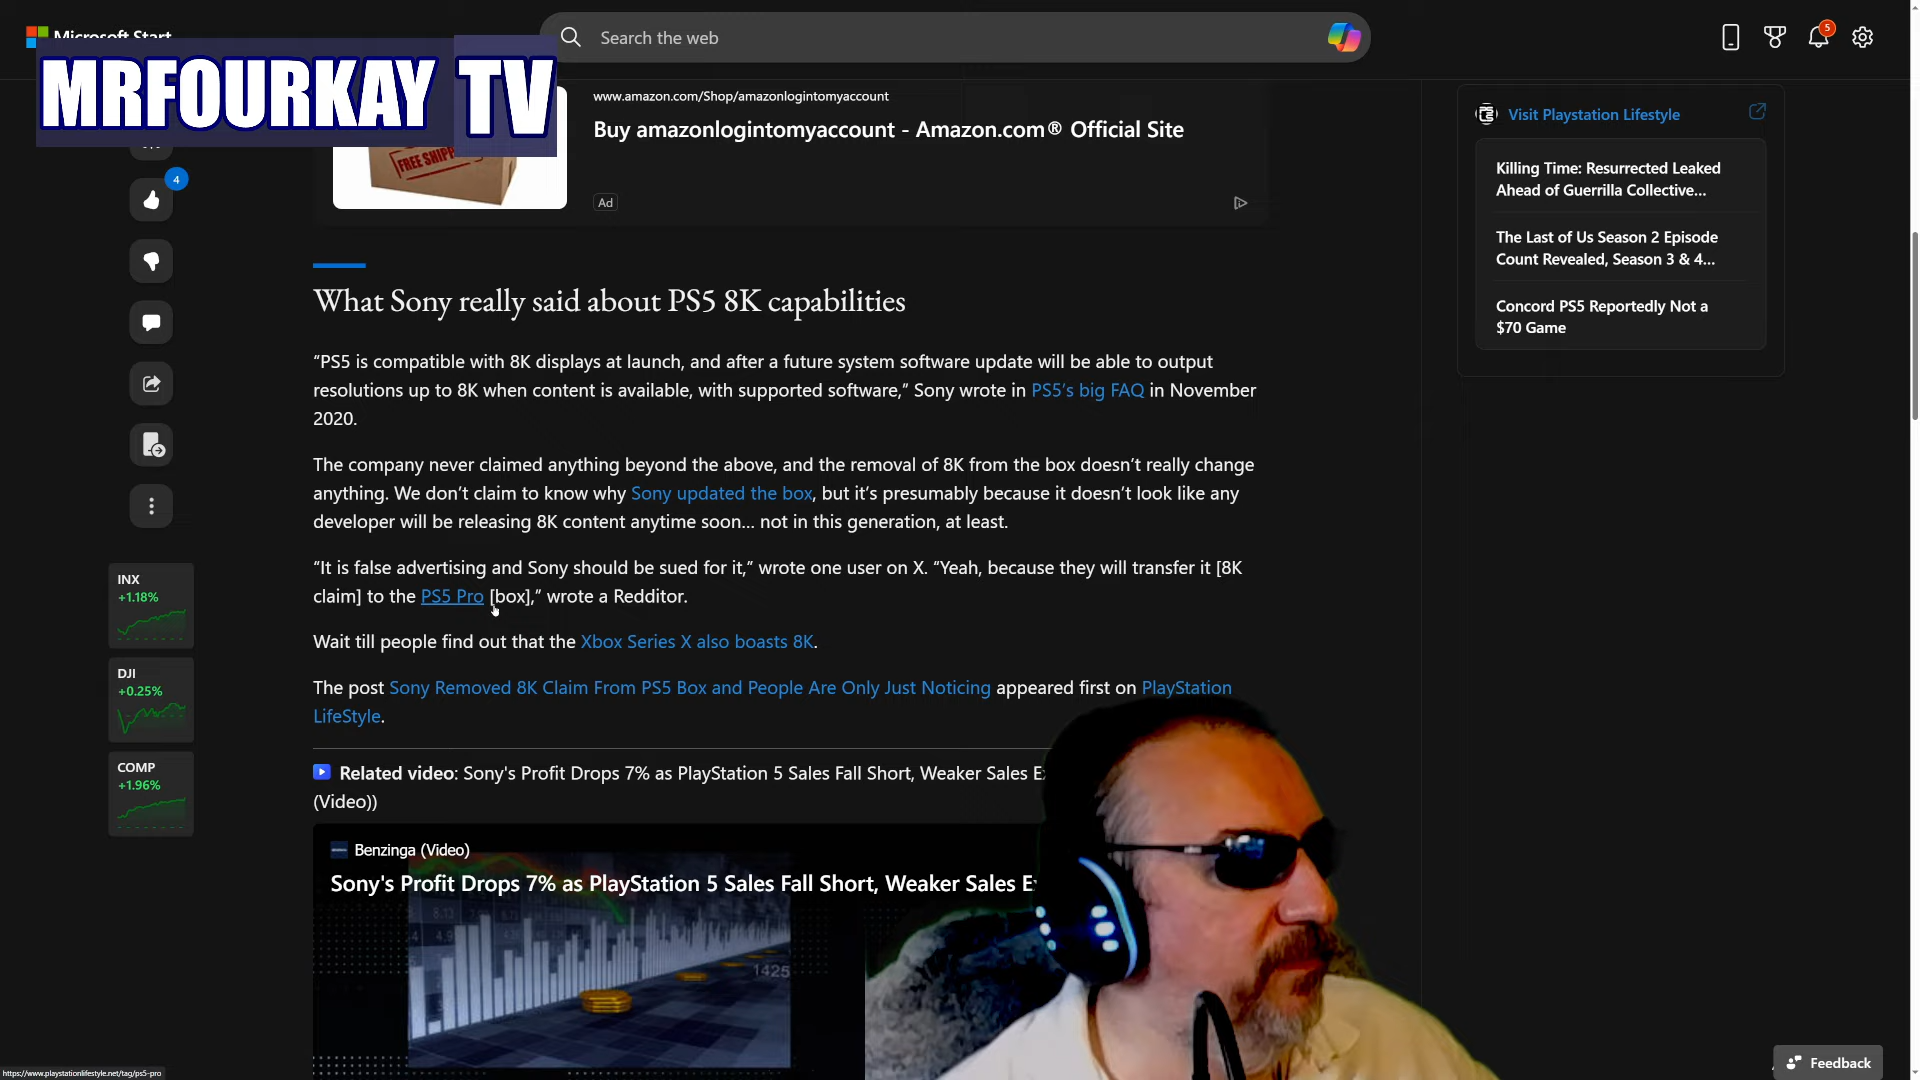 Microsoft Start
Search the web
5
MRFOURKAY TV
www.amazon.com/Shop/amazonlogintomyaccount
Buy amazonlogintomyaccount - Amazon.com® Official Site
FREE SHIPP
Ad
4
Visit Playstation Lifestyle
Killing Time: Resurrected Leaked
Ahead of Guerrilla Collective...
The Last of Us Season 2 Episode
Count Revealed, Season 3 & 4...
Concord PS5 Reportedly Not a
$70 Game
What Sony really said about PS5 8K capabilities
“PS5 is compatible with 8K displays at launch, and after a future system software update will be able to output
resolutions up to 8K when content is available, with supported software,” Sony wrote in PS5’s big FAQ in November
2020.
The company never claimed anything beyond the above, and the removal of 8K from the box doesn’t really change
anything. We don’t claim to know why Sony updated the box, but it’s presumably because it doesn’t look like any
developer will be releasing 8K content anytime soon… not in this generation, at least.
“It is false advertising and Sony should be sued for it,” wrote one user on X. “Yeah, because they will transfer it [8K
claim] to the PS5 Pro [box],” wrote a Redditor.
Wait till people find out that the Xbox Series X also boasts 8K.
The post Sony Removed 8K Claim From PS5 Box and People Are Only Just Noticing appeared first on PlayStation
LifeStyle.
INX
+1.18%
DJI
+0.25%
COMP
+1.96%
Related video: Sony's Profit Drops 7% as PlayStation 5 Sales Fall Short, Weaker Sales E
(Video))
Benzinga (Video)
Sony's Profit Drops 7% as PlayStation 5 Sales Fall Short, Weaker Sales E
1425
Feedback
https://www.playstationlifestyle.net/tag/ps5-pro